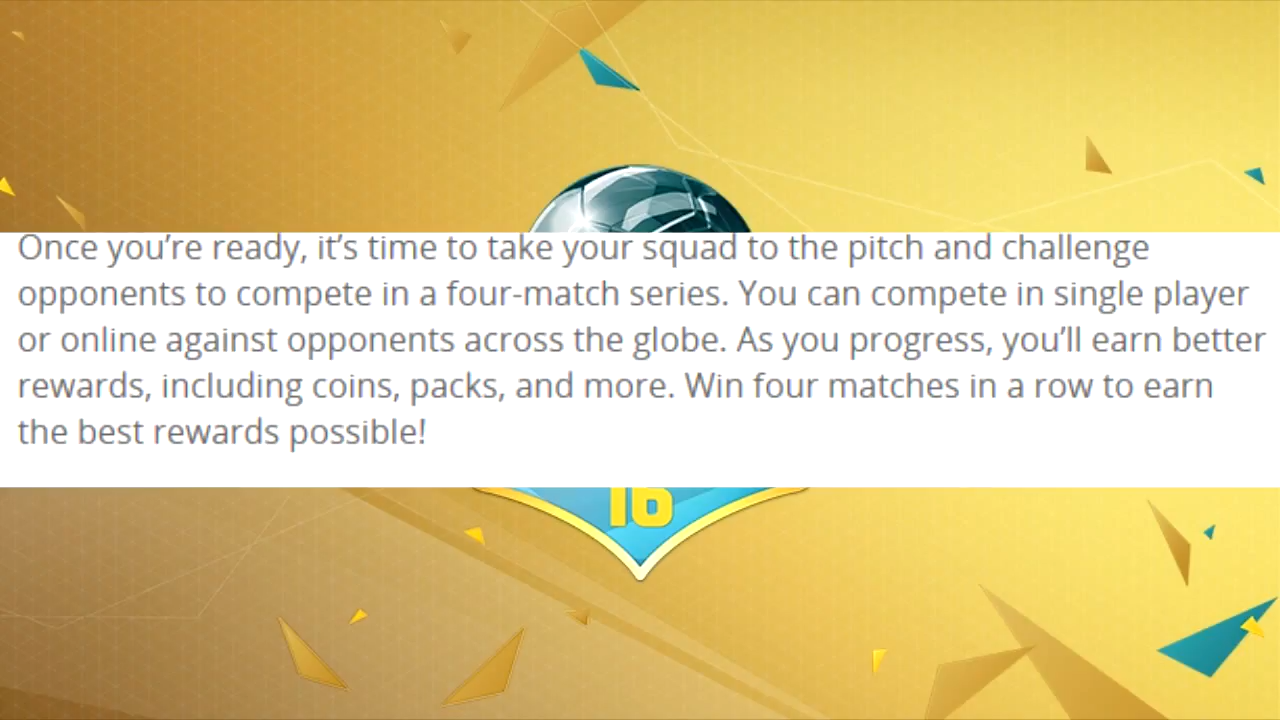 Once you’re ready, it’s time to take your squad to the pitch and challenge
opponents to compete in a four-match series. You can compete in single player
or online against opponents across the globe. As you progress, you’ll earn better
rewards, including coins, packs, and more. Win four matches in a row to earn
the best rewards possible!
16